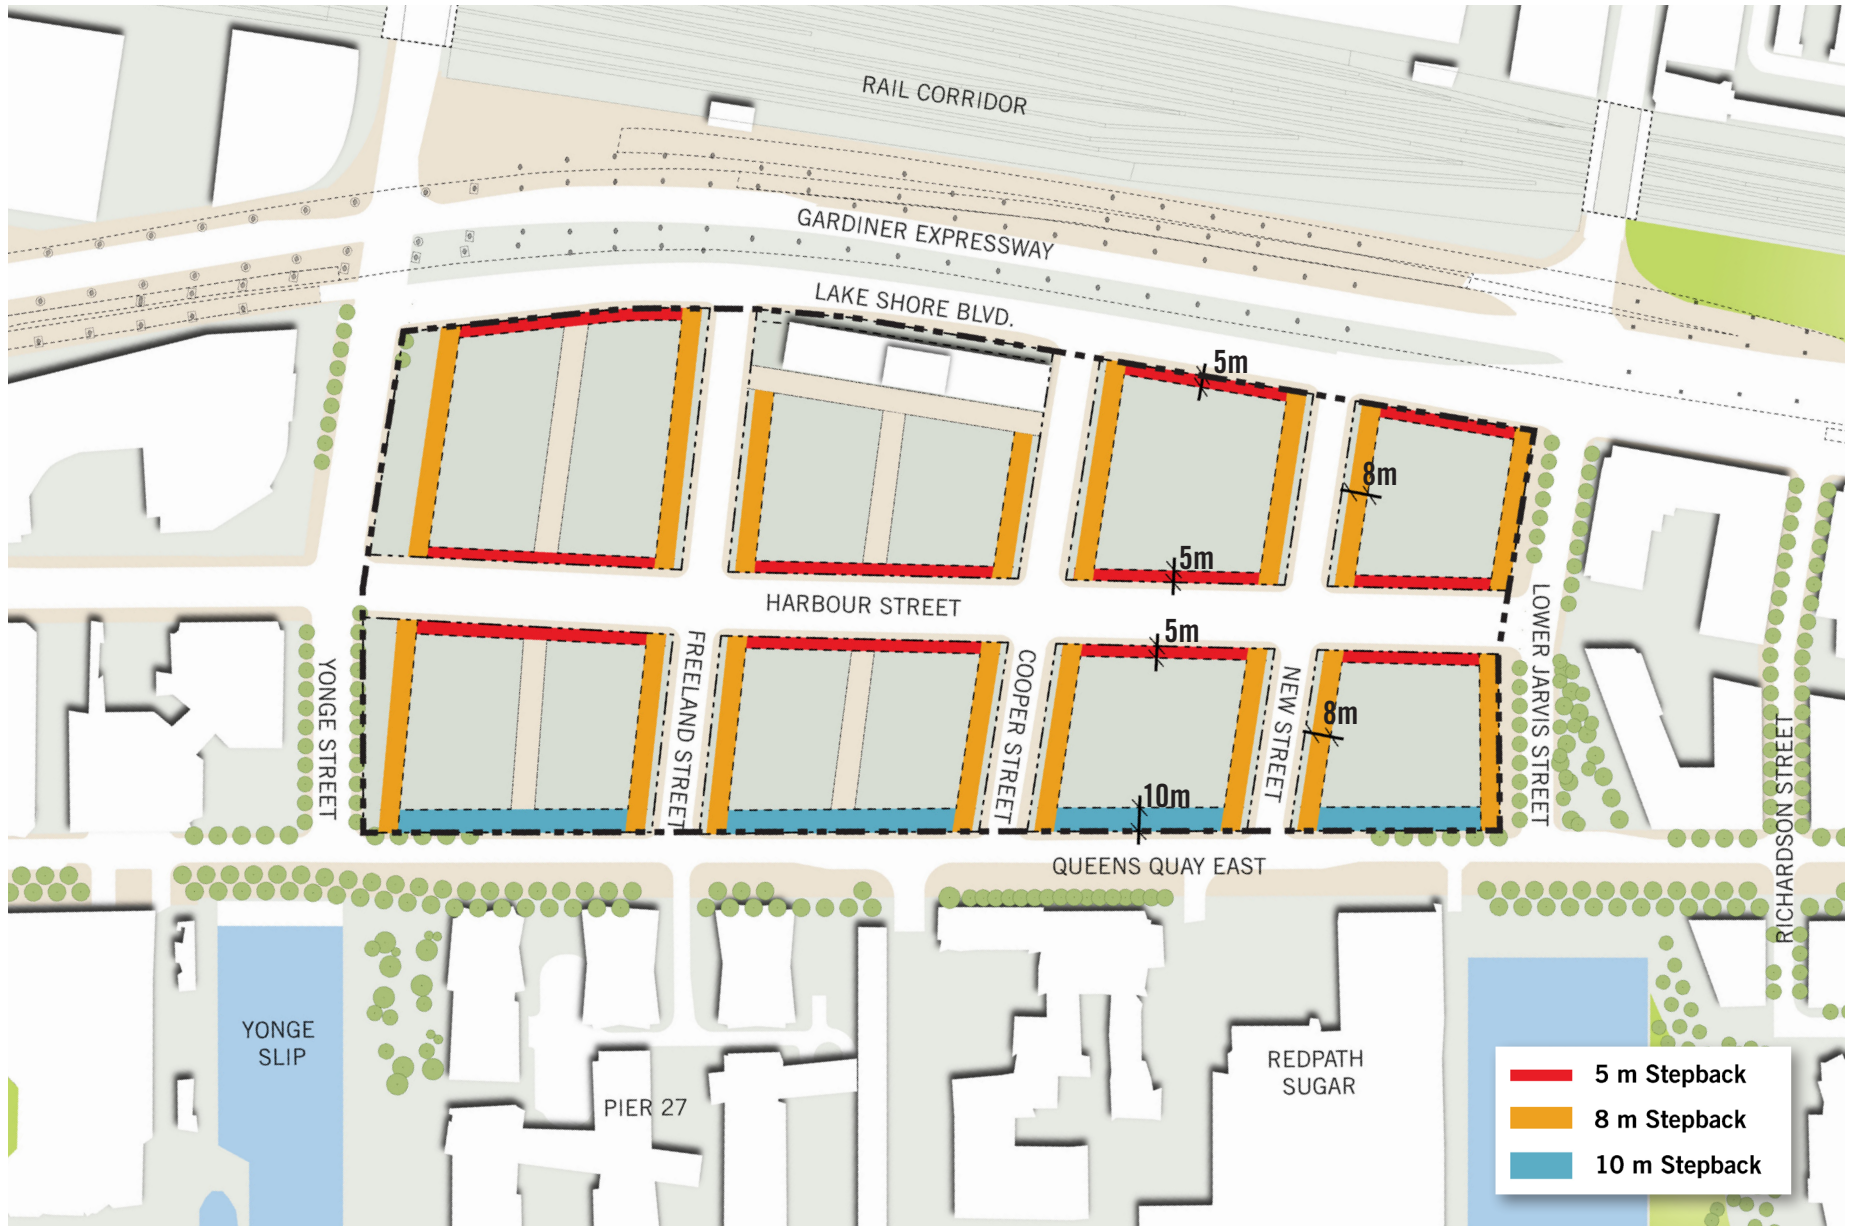 RAIL CORRIDOR
GARDINER EXPRESSWAY
LAKE SHORE BLVD.
5m
8m
5m
HARBOUR STREET
5m
8m
10m
YONGE STREET
FREELAND STREET
COOPER STREET
NEW STREET
LOWER JARVIS STREET
RICHARDSON STREET
QUEENS QUAY EAST
YONGE
SLIP
PIER 27
REDPATH
SUGAR
5 m Stepback
8 m Stepback
10 m Stepback